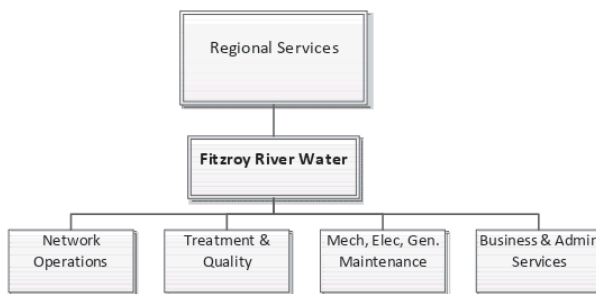 Regional Services
Fitzroy River Water
Network
Operations
Treatment &
Quality
Mech, Elec, Gen.
Maintenance
Business & Admin
Services